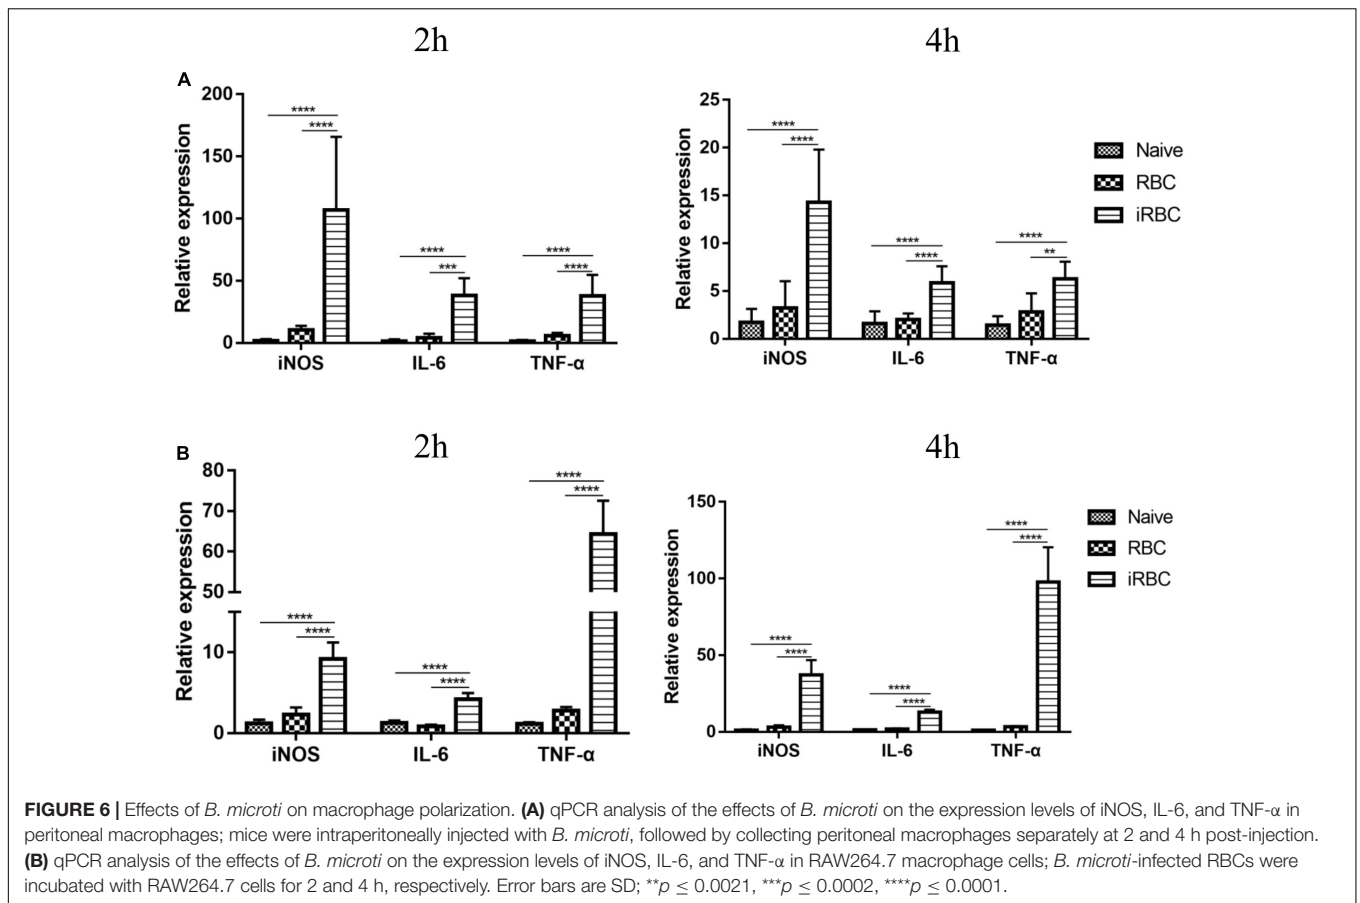 2h
4h
A
200
150
100
50
0
Relative expression
****
****
****
***
****
****
iNOS
IL-6
TNF-α
25
20
15
10
5
0
Relative expression
****
****
****
****
****
**
iNOS
IL-6
TNF-α
Naive
RBC
iRBC
B
2h
4h
80
70
60
50
10
0
Relative expression
****
****
****
****
****
****
iNOS
IL-6
TNF-α
150
100
50
0
Relative expression
****
****
****
****
****
****
iNOS
IL-6
TNF-α
Naive
RBC
iRBC
FIGURE 6 | Effects of B. microti on macrophage polarization. (A) qPCR analysis of the effects of B. microti on the expression levels of iNOS, IL-6, and TNF-α in
peritoneal macrophages; mice were intraperitoneally injected with B. microti, followed by collecting peritoneal macrophages separately at 2 and 4 h post-injection.
(B) qPCR analysis of the effects of B. microti on the expression levels of iNOS, IL-6, and TNF-α in RAW264.7 macrophage cells; B. microti-infected RBCs were
incubated with RAW264.7 cells for 2 and 4 h, respectively. Error bars are SD; **p ≤ 0.0021, ***p ≤ 0.0002, ****p ≤ 0.0001.